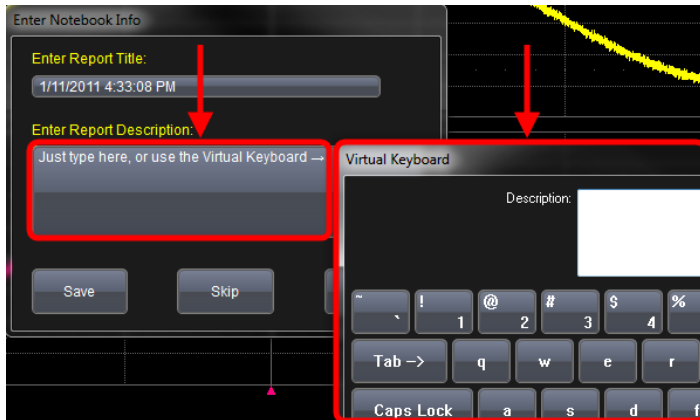 Enter Notebook Info
Enter Report Title:
1/11/2011 4:33:08 PM
Enter Report Description:
Just type here, or use the Virtual Keyboard →
Save
Skip
Virtual Keyboard
Description:
~ ` ! 1 @ 2 # 3 $ 4 %
Tab –> q w e r
Caps Lock a s d f